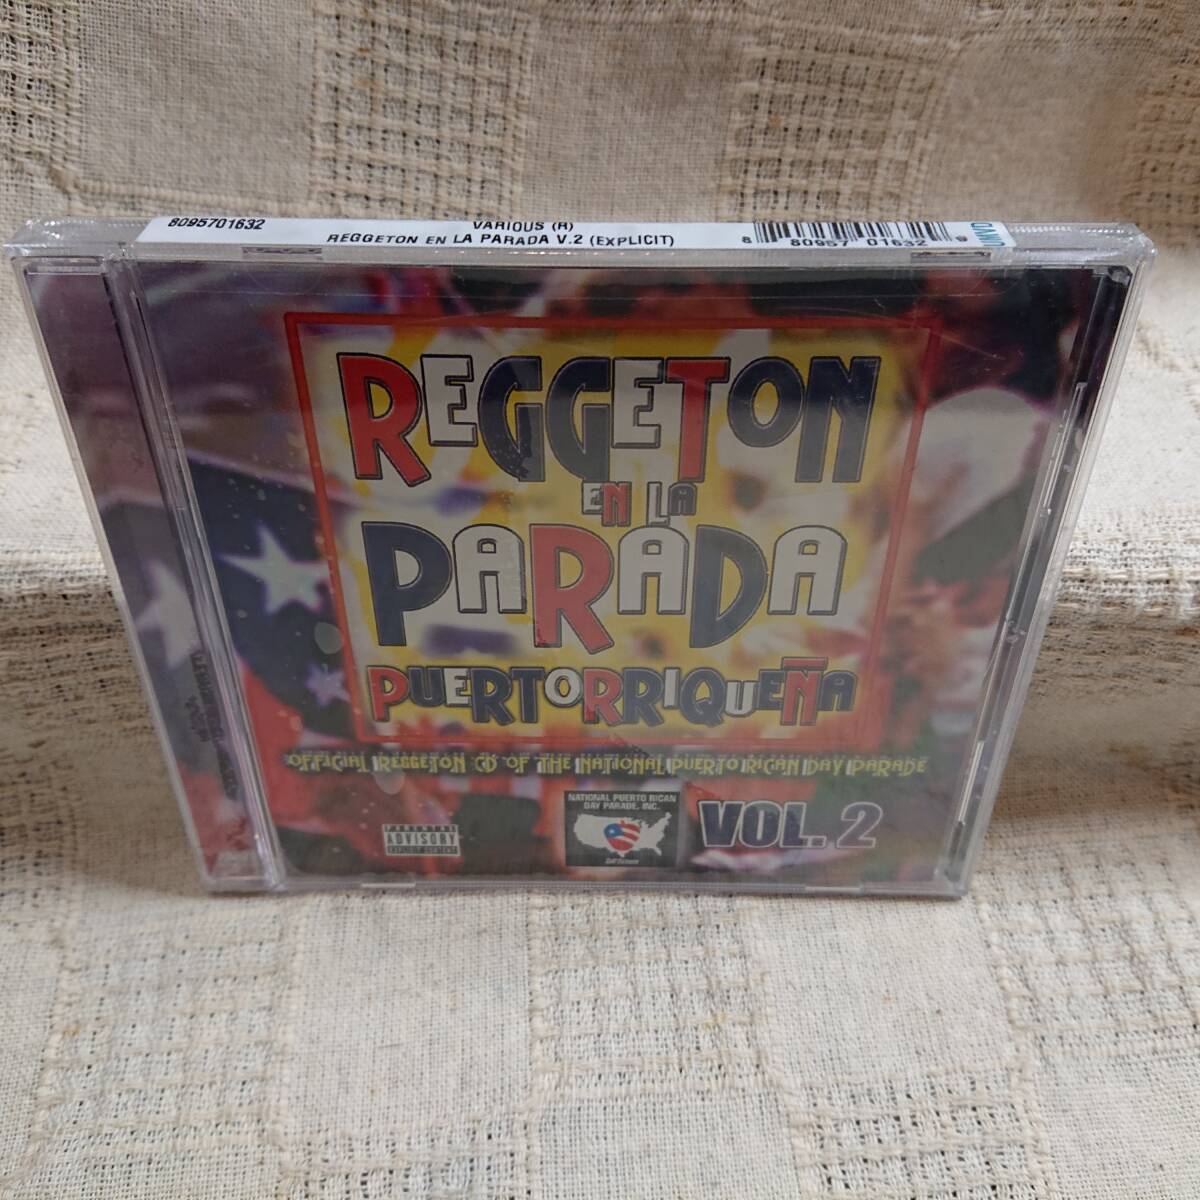 8095701632
VARIOUS (R)
REGGETON EN LA PARADA V.2 (EXPLICIT)
8 80957 01632 9
UNIVD
REGGETON
EN LA
PARADA
PUERTORRIQUEÑA
OFFICIAL REGGETON CD OF THE NATIONAL PUERTO RICAN DAY PARADE
PARENTAL
ADVISORY
EXPLICIT CONTENT
NATIONAL PUERTO RICAN
DAY PARADE, INC.
VOL. 2